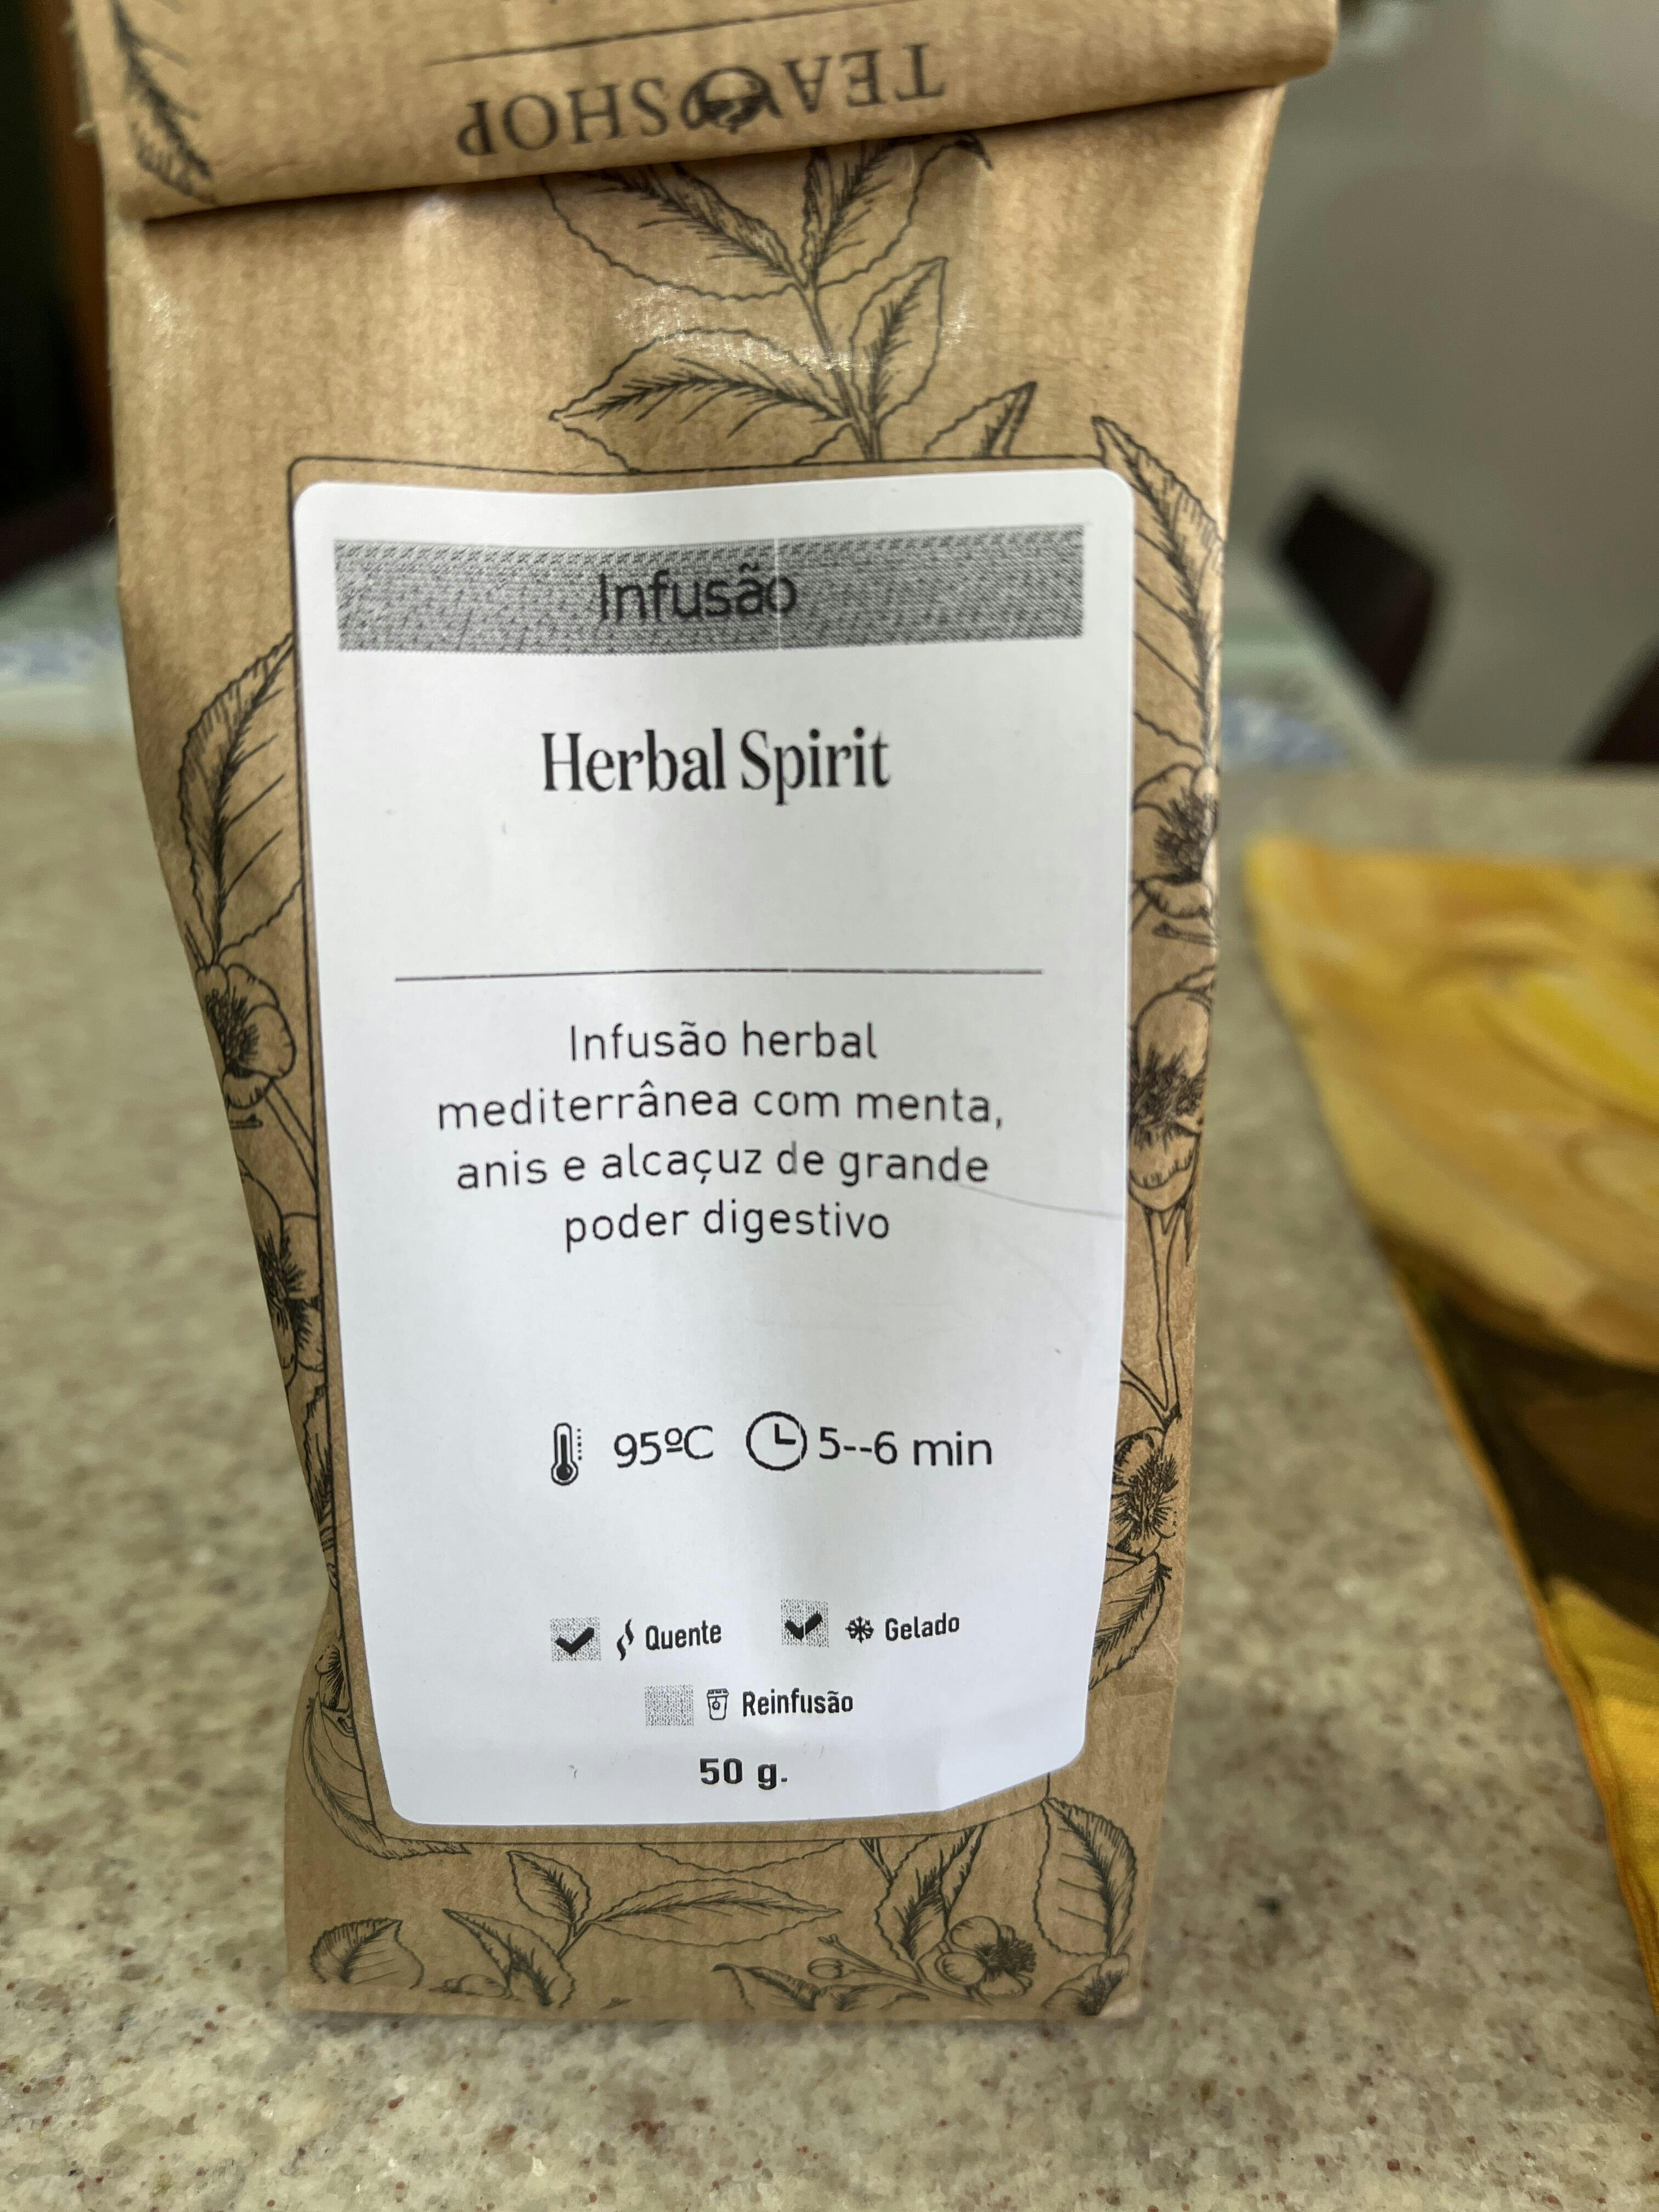 TEA SHOP
Infusão
Herbal Spirit
Infusão herbal
mediterrânea com menta,
anis e alcaçuz de grande
poder digestivo
95ºC 5--6 min
Quente Gelado
Reinfusão
50 g.